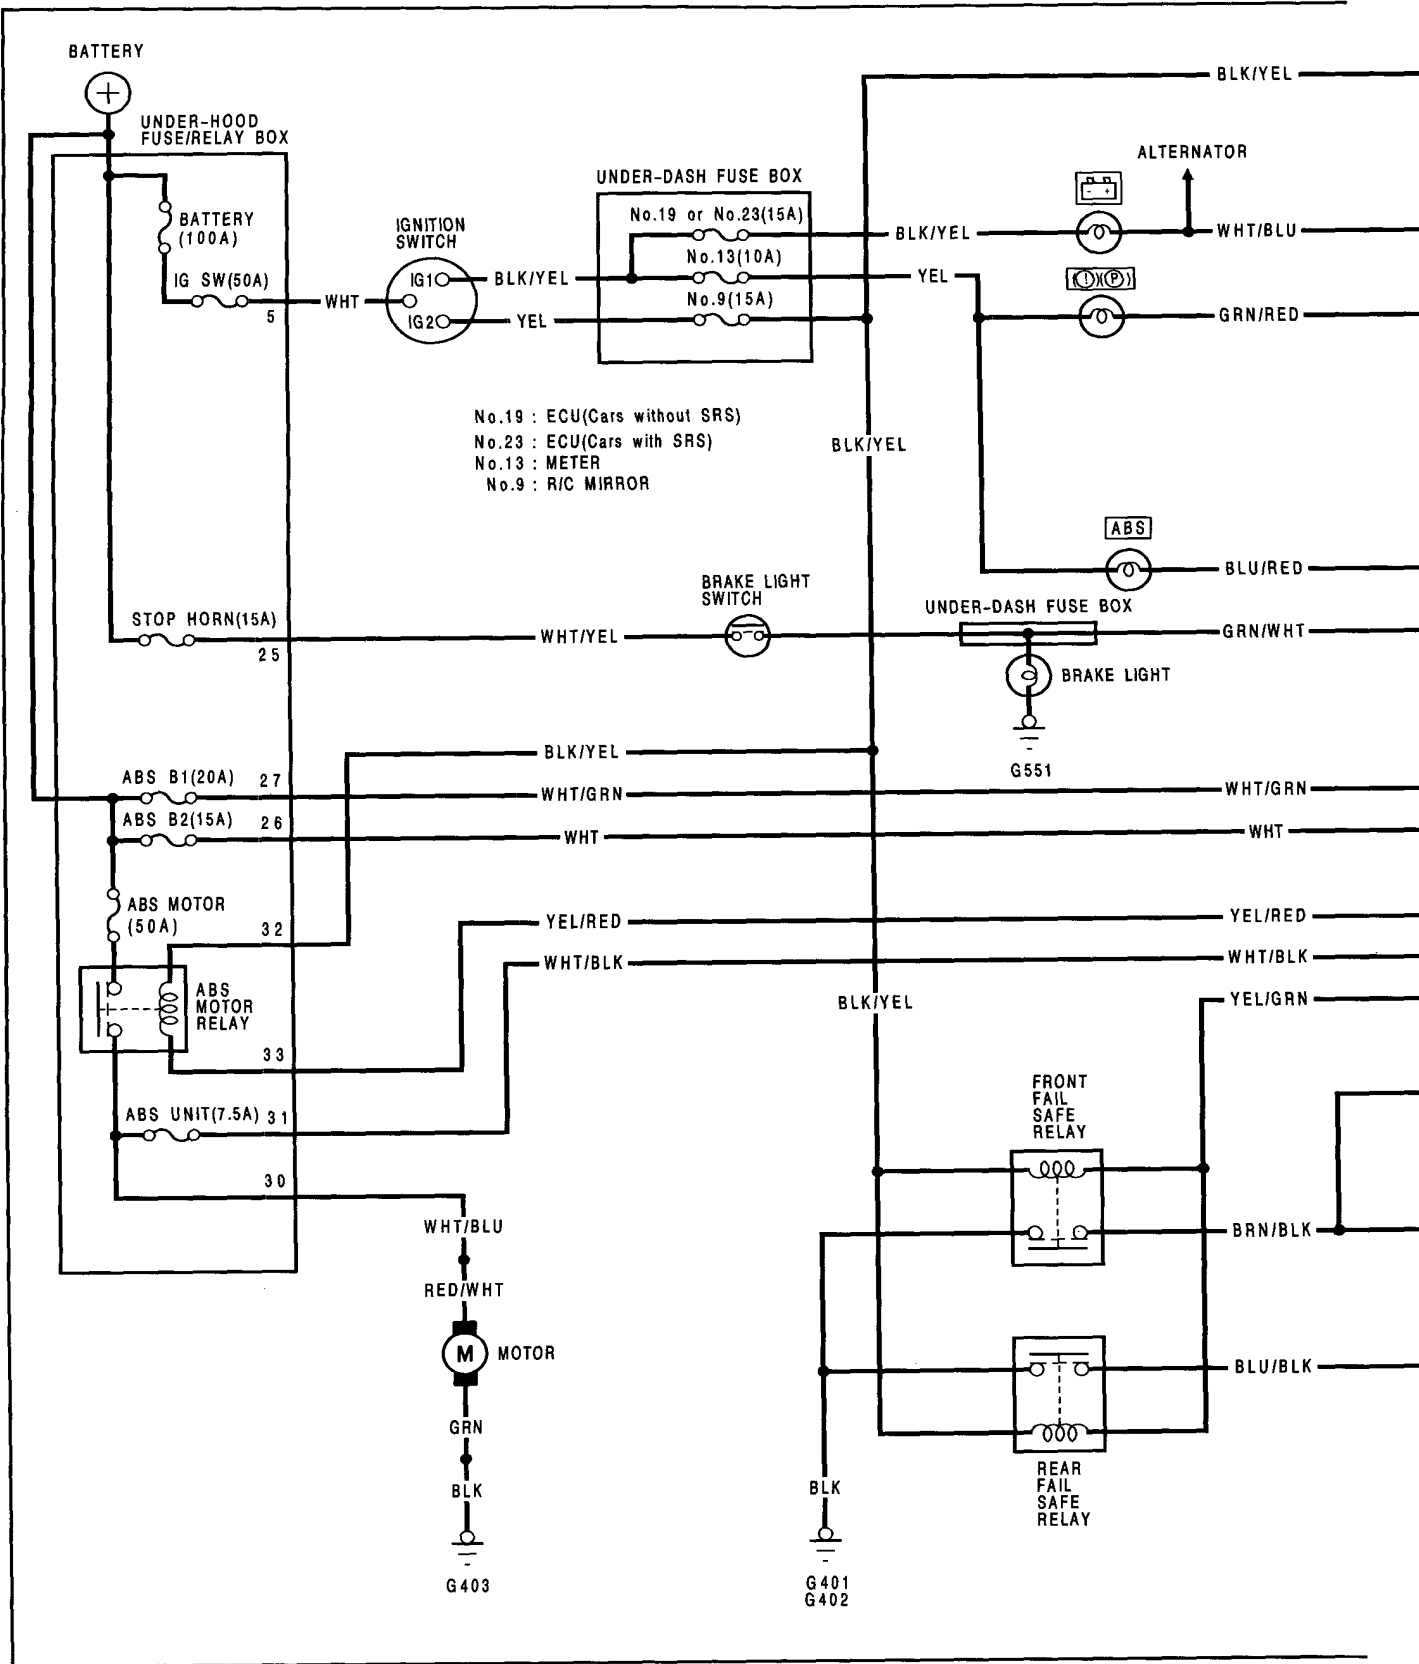 BATTERY
+
UNDER-HOOD
FUSE/RELAY BOX
BLK/YEL
ALTERNATOR
UNDER-DASH FUSE BOX
- +
BATTERY
(100A)
IGNITION
SWITCH
No.19 or No.23(15A)
BLK/YEL
WHT/BLU
IG SW(50A)
IG1
BLK/YEL
No.13(10A)
YEL
(!) (P)
5
WHT
IG2
YEL
No.9(15A)
GRN/RED
No.19 : ECU(Cars without SRS)
No.23 : ECU(Cars with SRS)
No.13 : METER
No.9 : R/C MIRROR
BLK/YEL
ABS
BLU/RED
BRAKE LIGHT
SWITCH
UNDER-DASH FUSE BOX
STOP HORN(15A)
25
WHT/YEL
GRN/WHT
BRAKE LIGHT
G551
BLK/YEL
ABS B1(20A)
27
WHT/GRN
WHT/GRN
ABS B2(15A)
26
WHT
WHT
ABS MOTOR
(50A)
32
YEL/RED
YEL/RED
WHT/BLK
WHT/BLK
ABS
MOTOR
RELAY
BLK/YEL
YEL/GRN
33
FRONT
FAIL
SAFE
RELAY
ABS UNIT(7.5A)
31
30
WHT/BLU
BRN/BLK
RED/WHT
M
MOTOR
BLU/BLK
GRN
BLK
BLK
REAR
FAIL
SAFE
RELAY
G403
G401
G402